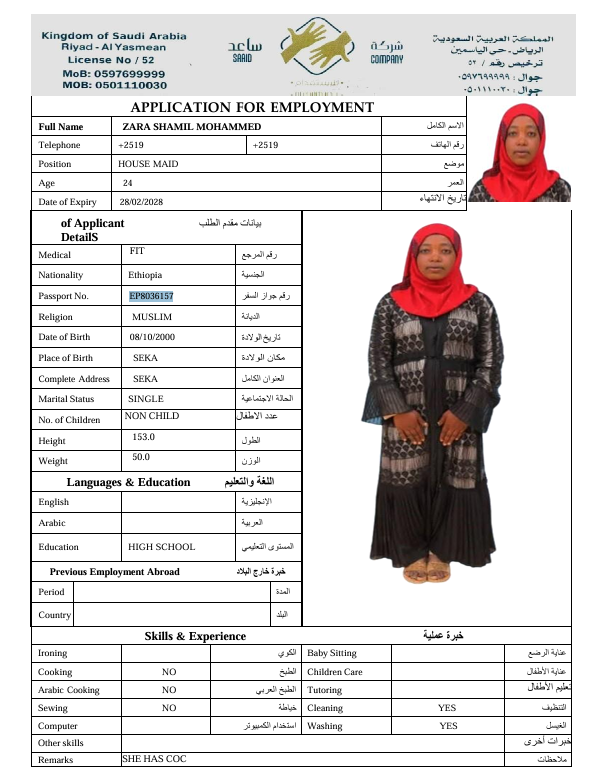 Kingdom of Saudi Arabia
Riyad - Al Yasmean
License No / 52
MoB: 0597699999
MOB: 0501110030
ساعد
SAAID
شركة
COMPANY
المملكة العربية السعودية
الرياض - حي الياسمين
ترخيص رقم / ٥٢
جوال : ٠٥٩٧٦٩٩٩٩٩
جوال : ٠٥٠١١١٠٠٣٠
APPLICATION FOR EMPLOYMENT
Full Name ZARA SHAMIL MOHAMMED الاسم الكامل
Telephone +2519 +2519 رقم الهاتف
Position HOUSE MAID موضع
Age 24 العمر
Date of Expiry 28/02/2028 تاريخ الانتهاء
of Applicant بيانات مقدم الطلب
DetailS
Medical FIT رقم المرجع
Nationality Ethiopia الجنسية
Passport No. EP8036157 رقم جواز السفر
Religion MUSLIM الديانة
Date of Birth 08/10/2000 تاريخ الولادة
Place of Birth SEKA مكان الولادة
Complete Address SEKA العنوان الكامل
Marital Status SINGLE الحالة الاجتماعية
No. of Children NON CHILD عدد الاطفال
Height 153.0 الطول
Weight 50.0 الوزن
Languages & Education اللغة والتعليم
English الإنجليزية
Arabic العربية
Education HIGH SCHOOL المستوى التعليمي
Previous Employment Abroad خبرة خارج البلاد
Period المدة
Country البلد
Skills & Experience خبرة عملية
Ironing الكوي Baby Sitting عناية الرضع
Cooking NO الطبخ Children Care عناية الأطفال
Arabic Cooking NO الطبخ العربي Tutoring تعليم الأطفال
Sewing NO خياطة Cleaning YES التنظيف
Computer استخدام الكمبيوتر Washing YES الغيسل
Other skills خبرات أخرى
Remarks SHE HAS COC ملاحظات